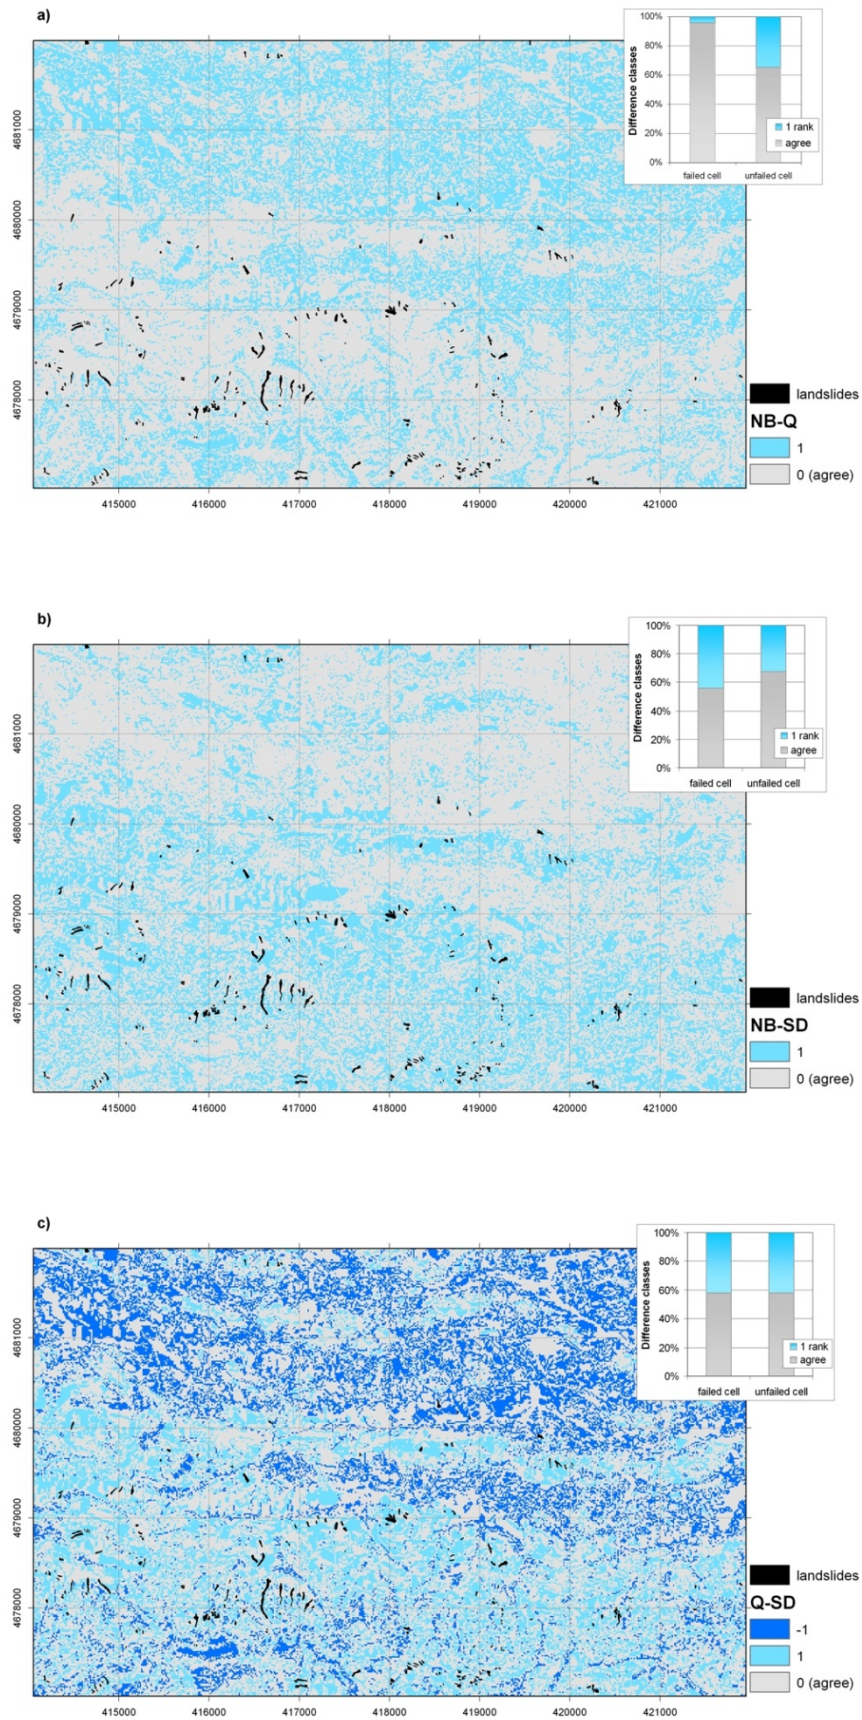 a)
100%
80%
60%
40%
20%
0%
Difference classes
1 rank
agree
failed cell
unfailed cell
4681000
4680000
4679000
4678000
landslides
NB-Q
1
0 (agree)
415000 416000 417000 418000 419000 420000 421000
b)
100%
80%
60%
40%
20%
0%
Difference classes
1 rank
agree
failed cell
unfailed cell
4681000
4680000
4679000
4678000
landslides
NB-SD
1
0 (agree)
415000 416000 417000 418000 419000 420000 421000
c)
100%
80%
60%
40%
20%
0%
Difference classes
1 rank
agree
failed cell
unfailed cell
4681000
4680000
4679000
4678000
landslides
Q-SD
-1
1
0 (agree)
415000 416000 417000 418000 419000 420000 421000